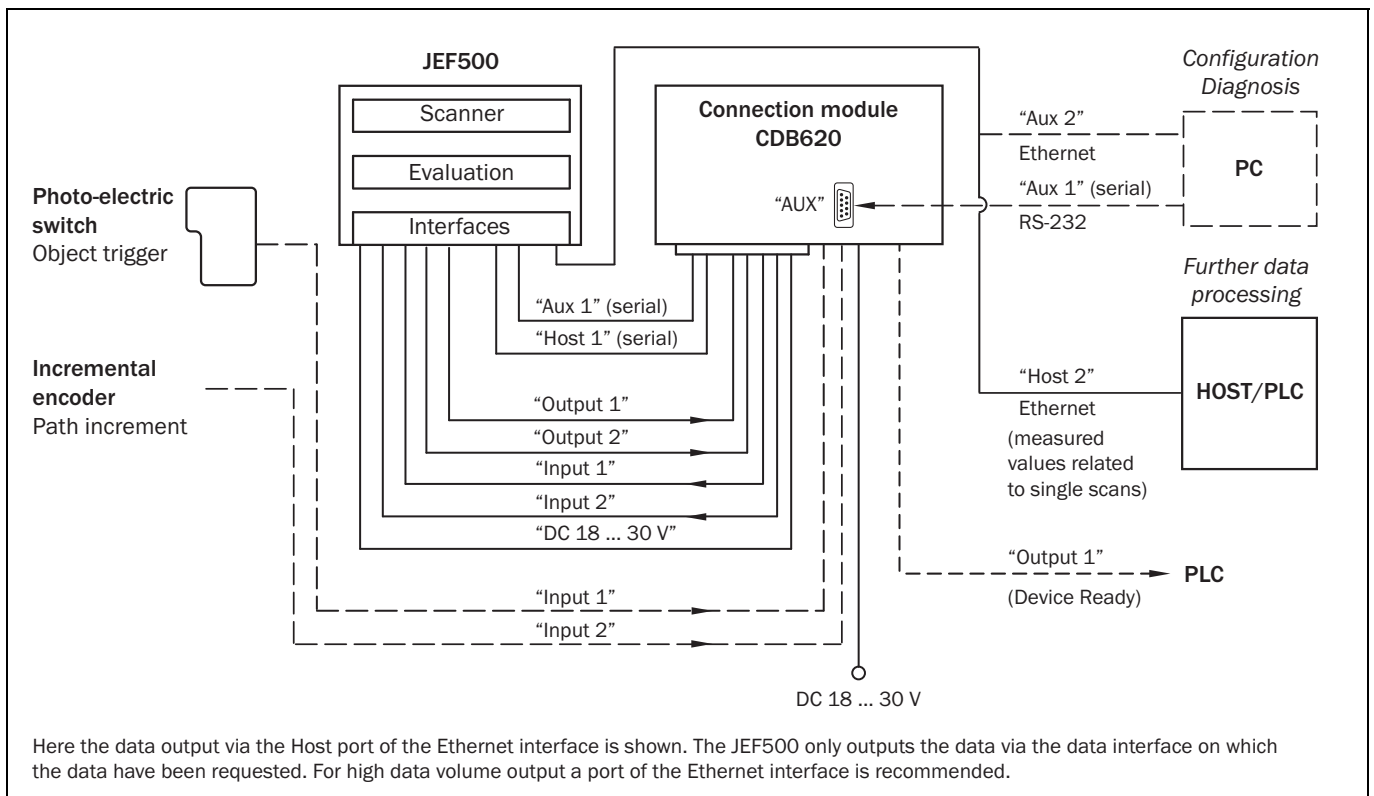 JEF500
Scanner
Evaluation
Interfaces
Connection module
CDB620
"AUX"
Configuration
Diagnosis
"Aux 2"
Ethernet
PC
"Aux 1" (serial)
RS-232
Photo-electric
switch
Object trigger
Further data
processing
"Aux 1" (serial)
"Host 1" (serial)
Incremental
encoder
Path increment
"Host 2"
Ethernet
(measured
values related
to single scans)
HOST/PLC
"Output 1"
"Output 2"
"Input 1"
"Input 2"
"DC 18 ... 30 V"
"Output 1"
(Device Ready)
PLC
"Input 1"
"Input 2"
DC 18 ... 30 V
Here the data output via the Host port of the Ethernet interface is shown. The JEF500 only outputs the data via the data interface on which
the data have been requested. For high data volume output a port of the Ethernet interface is recommended.